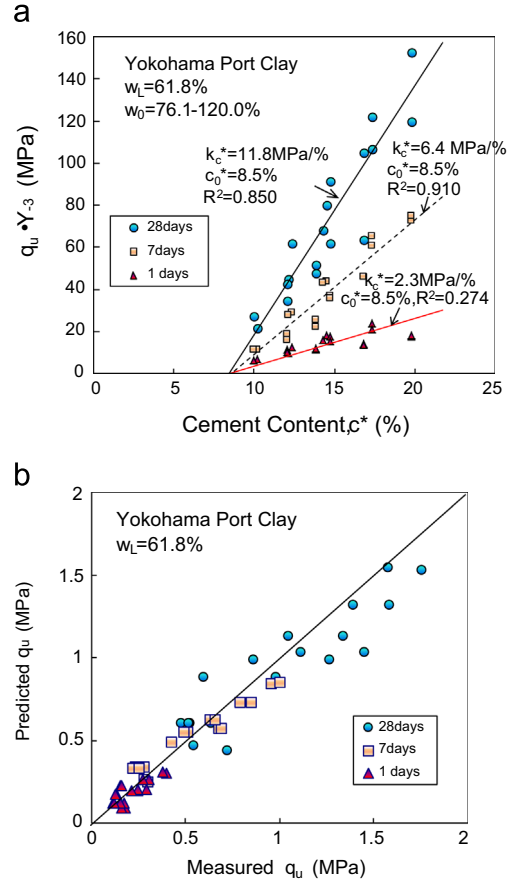 a
160
140
120
100
80
60
40
20
0
qu •Y-3 (MPa)
Yokohama Port Clay
wL=61.8%
w0=76.1-120.0%
kc*=11.8MPa/%
c0*=8.5%
R²=0.850
kc*=6.4 MPa/%
c0*=8.5%
R²=0.910
28days
7days
1 days
kc*=2.3MPa/%
c0*=8.5%,R²=0.274
0 5 10 15 20 25
Cement Content,c* (%)
b
2
1.5
1
0.5
0
Predicted qu (MPa)
Yokohama Port Clay
wL=61.8%
28days
7days
1 days
0 0.5 1 1.5 2
Measured qu (MPa)